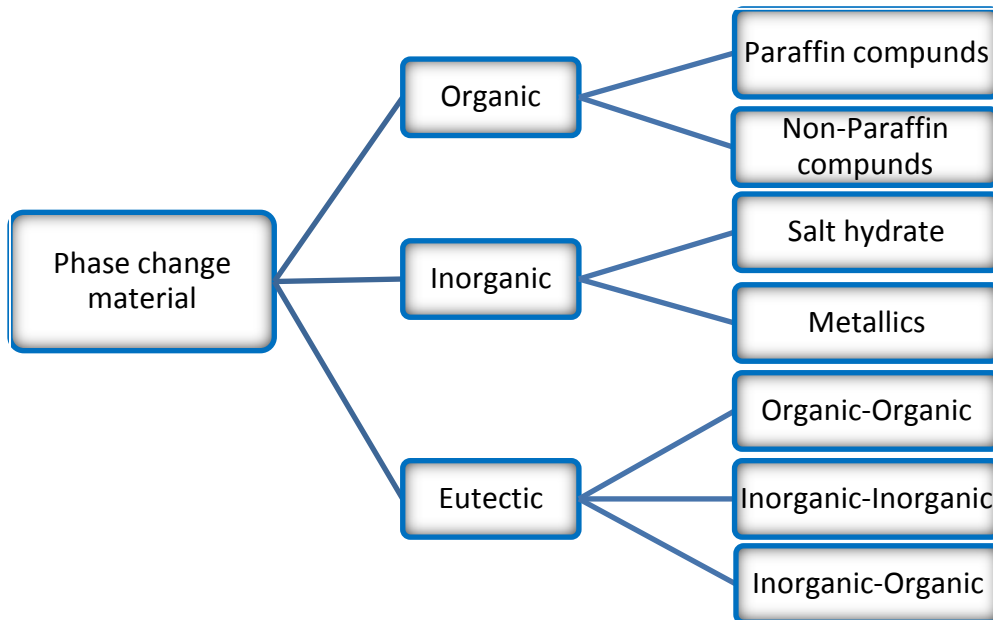 Phase change
material
Organic
Paraffin compunds
Non-Paraffin
compunds
Inorganic
Salt hydrate
Metallics
Eutectic
Organic-Organic
Inorganic-Inorganic
Inorganic-Organic